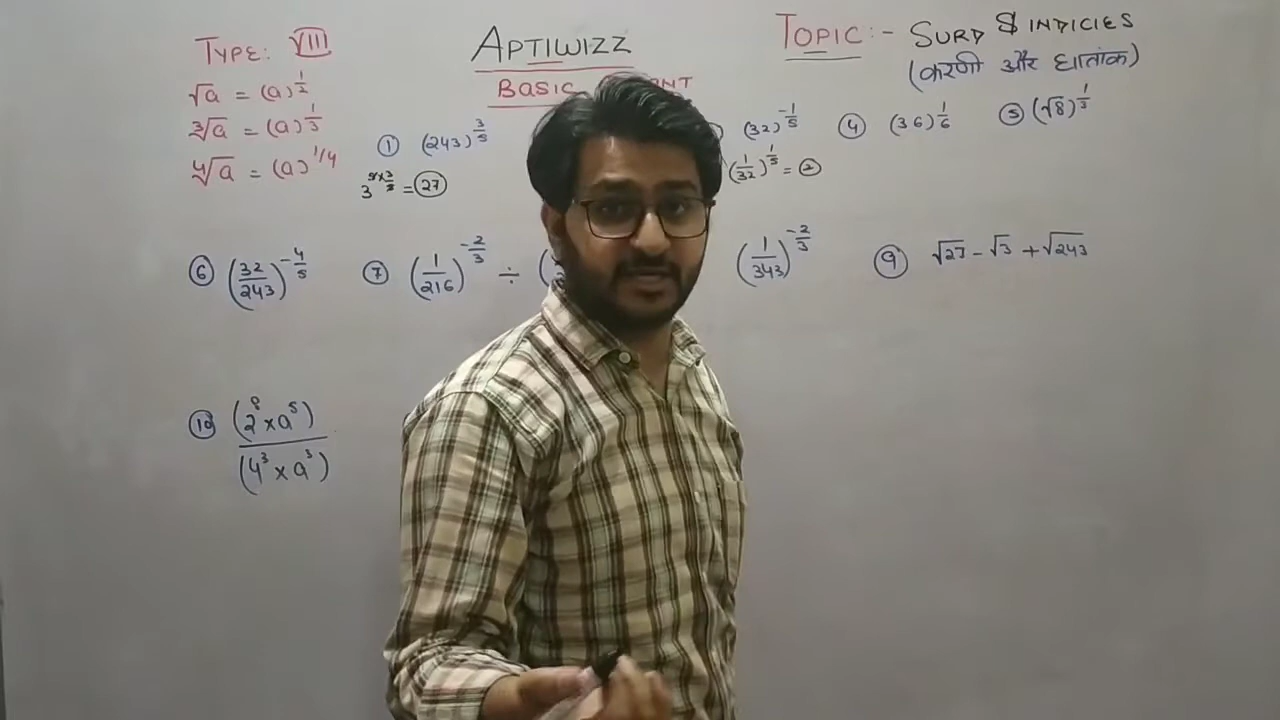 TYPE: VIII
APTIWIZZ
TOPIC:- SURD & INDICIES
(करणी और घातांक)
BASIC
√a = (a)^1/2
∛a = (a)^1/3
∜a = (a)^1/4
① (243)^3/5
3^5×3/5 = 27
(32)^-1/5
(1/32)^1/5 = 2
④ (36)^1/6
⑤ (√8)^1/3
⑥ (32/243)^-4/5
⑦ (1/216)^-2/3 ÷ (
(1/343)^-2/3
⑨ √27 - √3 + √243
⑩ (2^8 × a^5) / (4^3 × a^3)